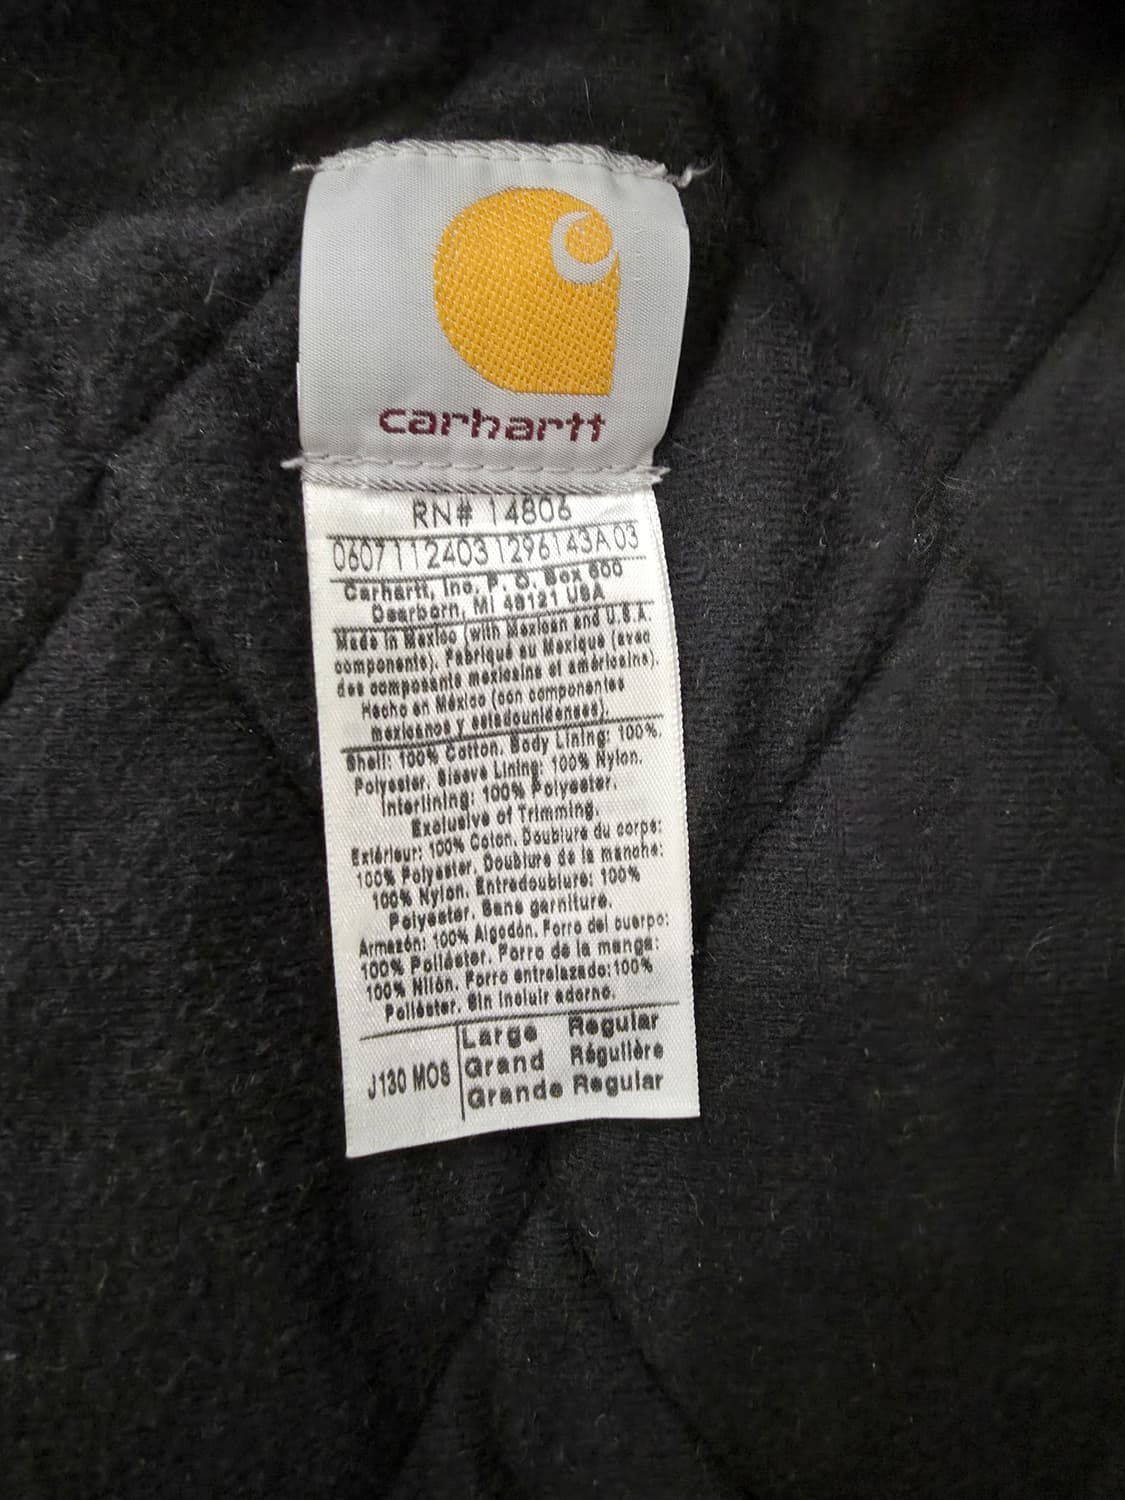 carhartt
RN# 14806
06071124031296143A03
Carhartt, Inc. P. O. Box 600
Dearborn, MI 48121 USA
Made in Mexico (with Mexican and U.S.A
components). Fabriqué au Mexique (avec
des composants mexicains et américains).
Hecho en México (con componentes
mexicanos y estadounidenses).
Shell: 100% Cotton. Body Lining: 100%.
Polyester. Sleeve Lining: 100% Nylon.
Interlining: 100% Polyester.
Exclusive of Trimming.
Extérieur: 100% Coton. Doublure du corps:
100% Polyester. Doublure de la manche:
100% Nylon. Entredoublure: 100%
Polyester. Sans garniture.
Armazón: 100% Algodón. Forro del cuerpo:
100% Poliéster. Forro de la manga:
100% Nilón. Forro entrelazado:100%
Poliéster. Sin incluir adorno.
J130 MOS
Large Regular
Grand Régulière
Grande Regular